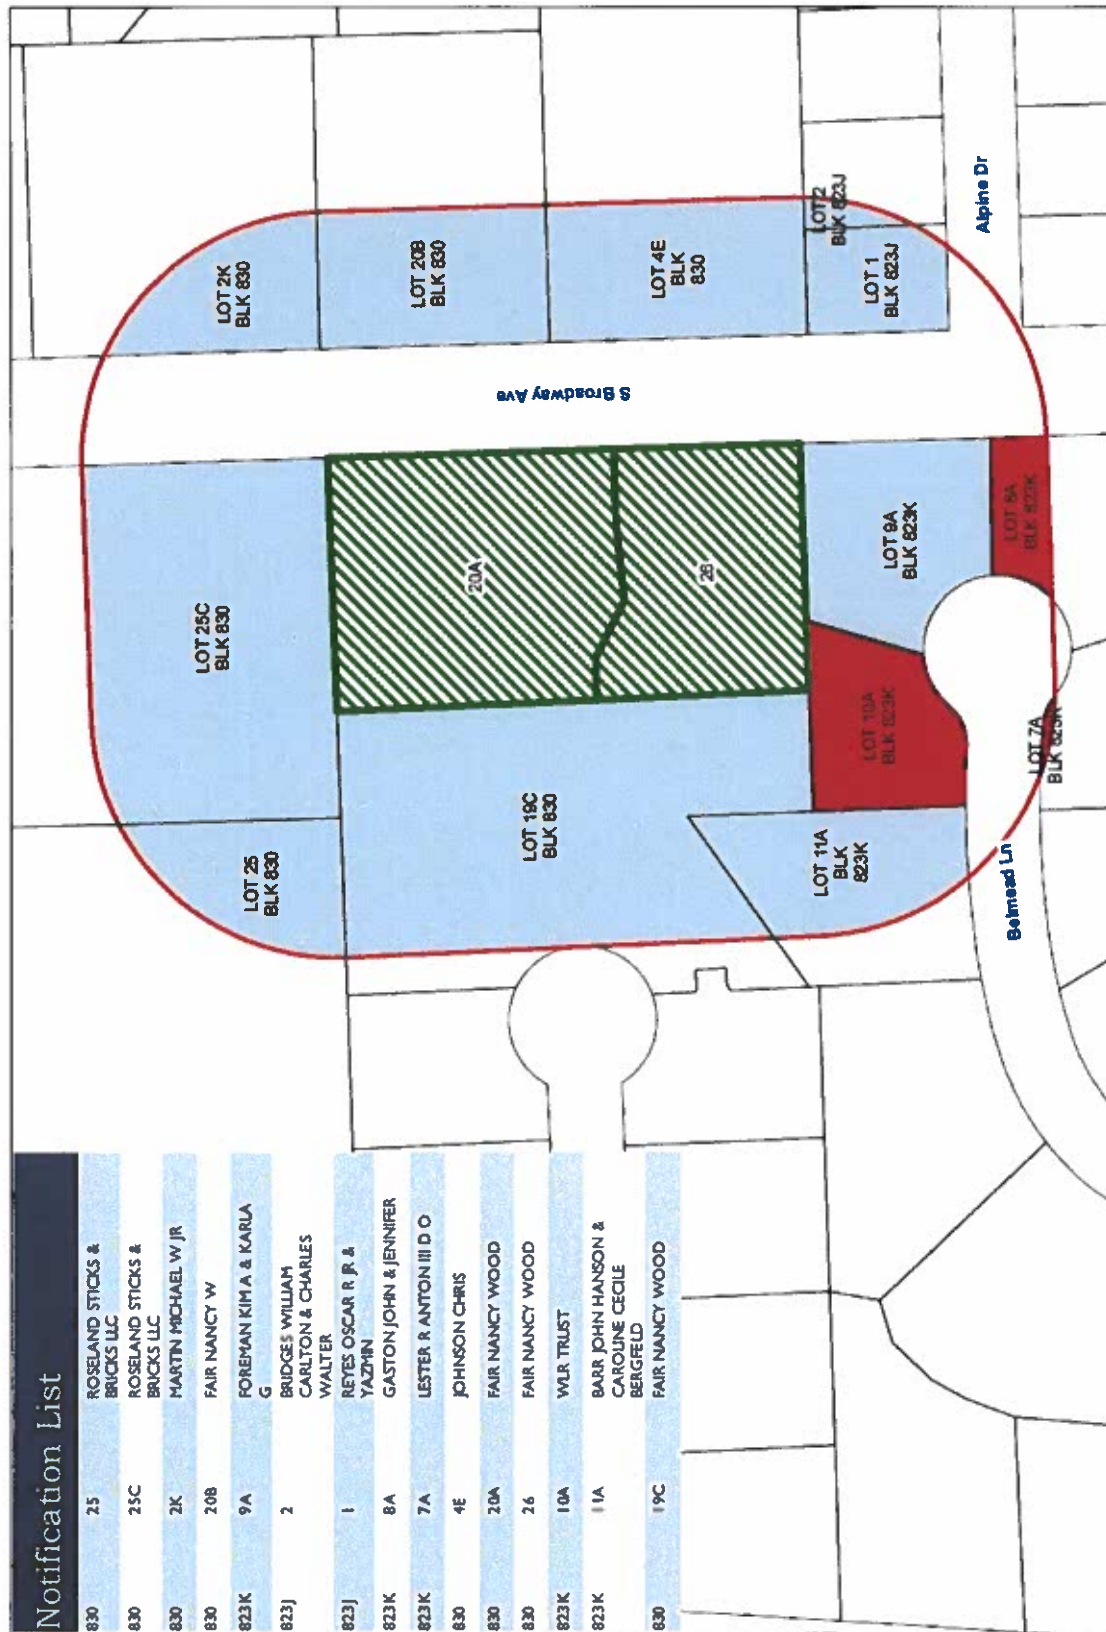 Notification List
830 25 ROSELAND STICKS &
BRICKS LLC
830 25C ROSELAND STICKS &
BRICKS LLC
830 2K MARTIN MICHAEL W JR
830 20B FAIR NANCY W
823K 9A FOREMAN KIM A & KARLA
G
823J 2 BRIDGES WILLIAM
CARLTON & CHARLES
WALTER
823J 1 REYES OSCAR R JR &
YAZMIN
823K 8A GASTON JOHN & JENNIFER
823K 7A LESTER R ANTON III D O
830 4E JOHNSON CHRIS
830 20A FAIR NANCY WOOD
830 26 FAIR NANCY WOOD
823K 10A WLR TRUST
823K 11A BARR JOHN HANSON &
CAROLINE CECILE
BERGFELD
830 19C FAIR NANCY WOOD
LOT 25
BLK 830
LOT 25C
BLK 830
LOT 2K
BLK 830
LOT 20B
BLK 830
LOT 4E
BLK
830
LOT 2
BLK 823J
LOT 1
BLK 823J
Alpine Dr
S Broadway Ave
20A
26
LOT 19C
BLK 830
LOT 9A
BLK 823K
LOT 8A
BLK 823K
LOT 10A
BLK 823K
LOT 11A
BLK
823K
LOT 7A
BLK 823K
Belmead Ln